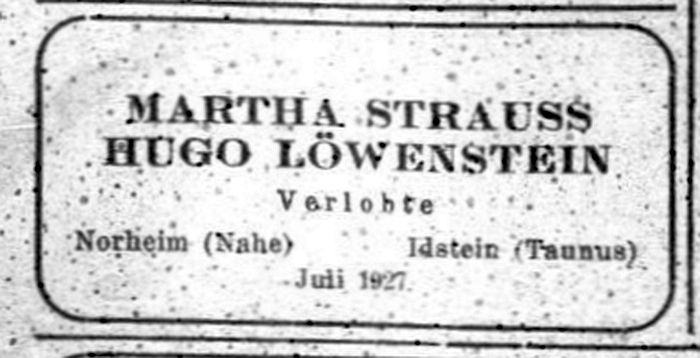 MARTHA STRAUSS
HUGO LÖWENSTEIN
Verlobte
Norheim (Nahe) Idstein (Taunus)
Juli 1927